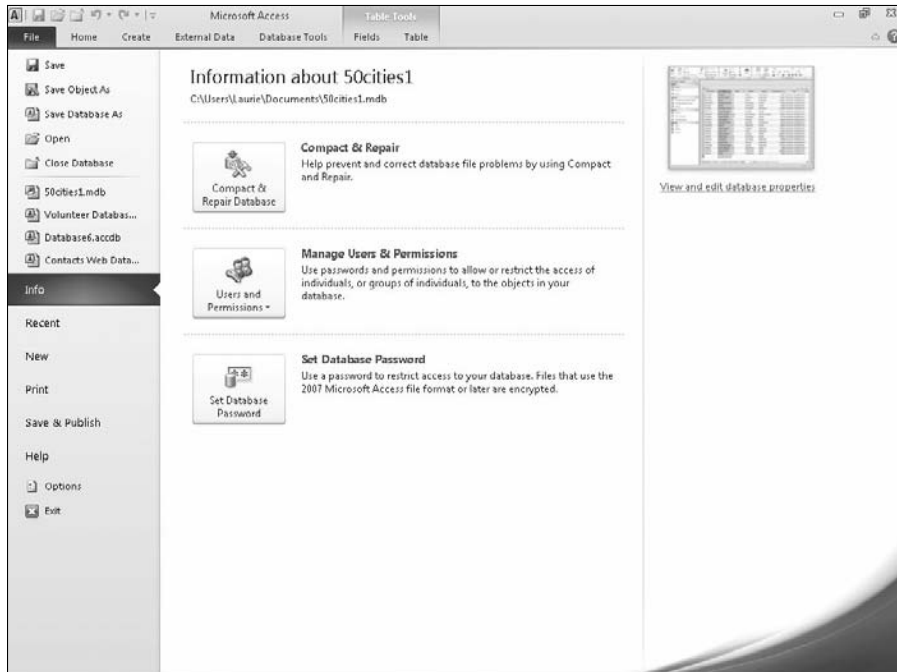 Microsoft Access
Table Tools
File
Home
Create
External Data
Database Tools
Fields
Table
Save
Save Object As
Save Database As
Open
Close Database
50cities1.mdb
Volunteer Databas...
Database6.accdb
Contacts Web Data...
Info
Recent
New
Print
Save & Publish
Help
Options
Exit
Information about 50cities1
C:\Users\Laurie\Documents\50cities1.mdb
Compact &
Repair Database
Compact & Repair
Help prevent and correct database file problems by using Compact
and Repair.
Users and
Permissions
Manage Users & Permissions
Use passwords and permissions to allow or restrict the access of
individuals, or groups of individuals, to the objects in your
database.
Set Database
Password
Set Database Password
Use a password to restrict access to your database. Files that use the
2007 Microsoft Access file format or later are encrypted.
View and edit database properties